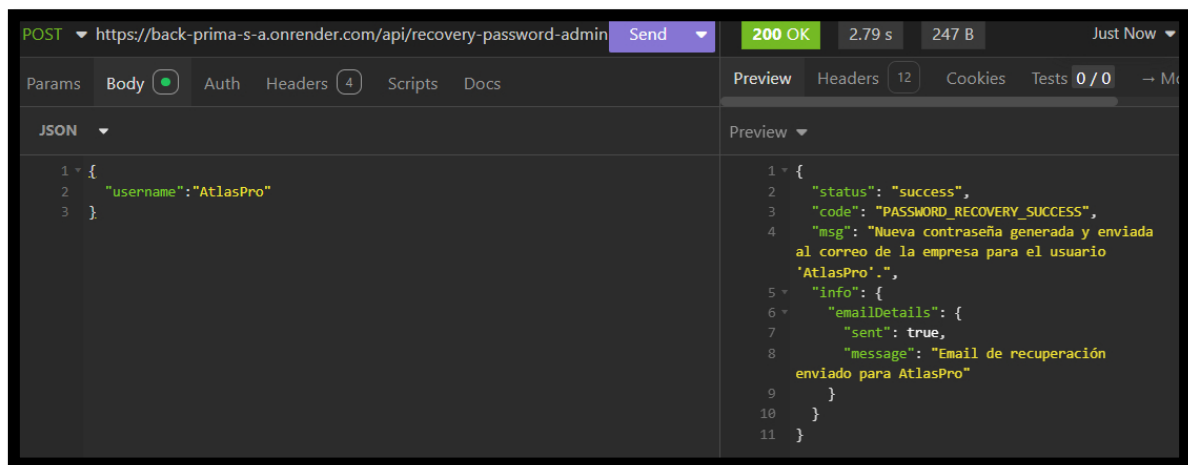 POST https://back-prima-s-a.onrender.com/api/recovery-password-admin Send 200 OK 2.79 s 247 B Just Now
Params Body Auth Headers 4 Scripts Docs
Preview Headers 12 Cookies Tests 0 / 0 → Mo
JSON
Preview
1 {
2 "username":"AtlasPro"
3 }
1 {
2 "status": "success",
3 "code": "PASSWORD_RECOVERY_SUCCESS",
4 "msg": "Nueva contraseña generada y enviada
al correo de la empresa para el usuario
'AtlasPro'.",
5 "info": {
6 "emailDetails": {
7 "sent": true,
8 "message": "Email de recuperación
enviado para AtlasPro"
9 }
10 }
11 }